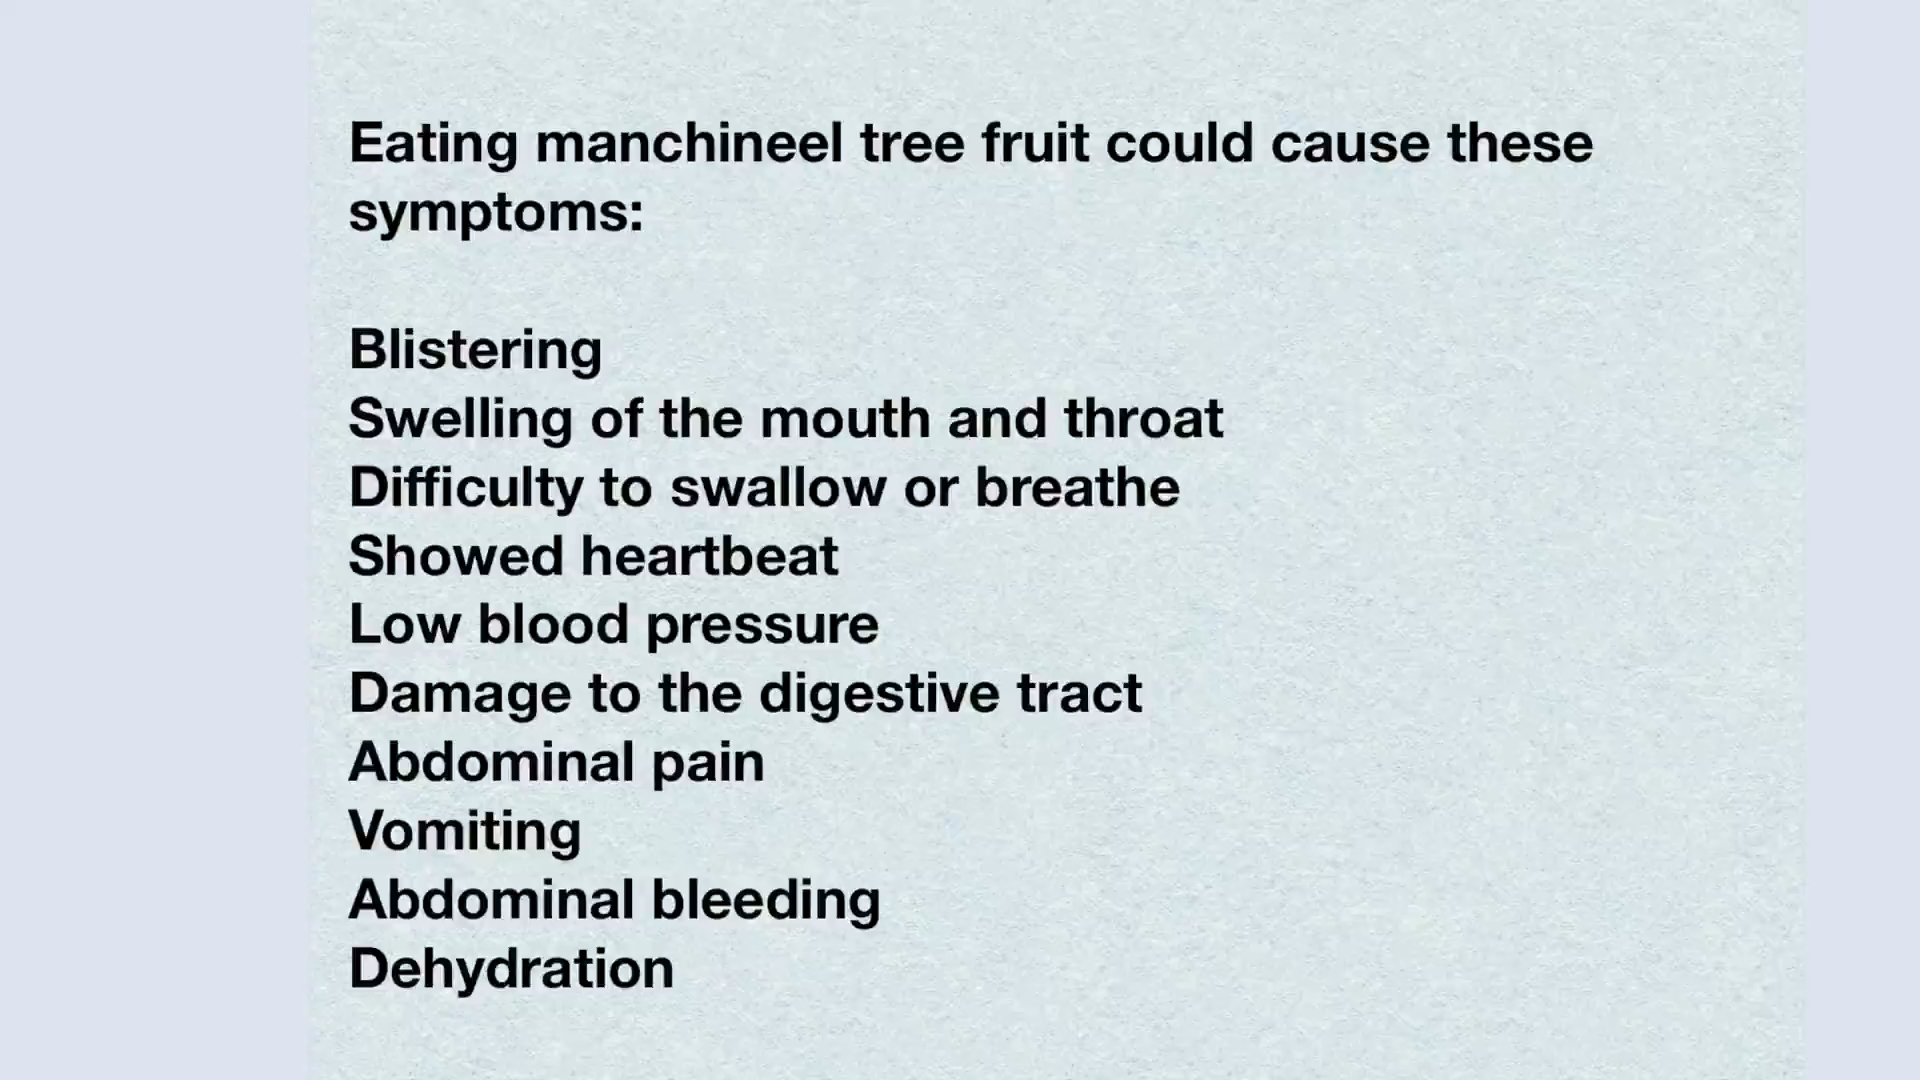 Eating manchineel tree fruit could cause these
symptoms:
Blistering
Swelling of the mouth and throat
Difficulty to swallow or breathe
Showed heartbeat
Low blood pressure
Damage to the digestive tract
Abdominal pain
Vomiting
Abdominal bleeding
Dehydration